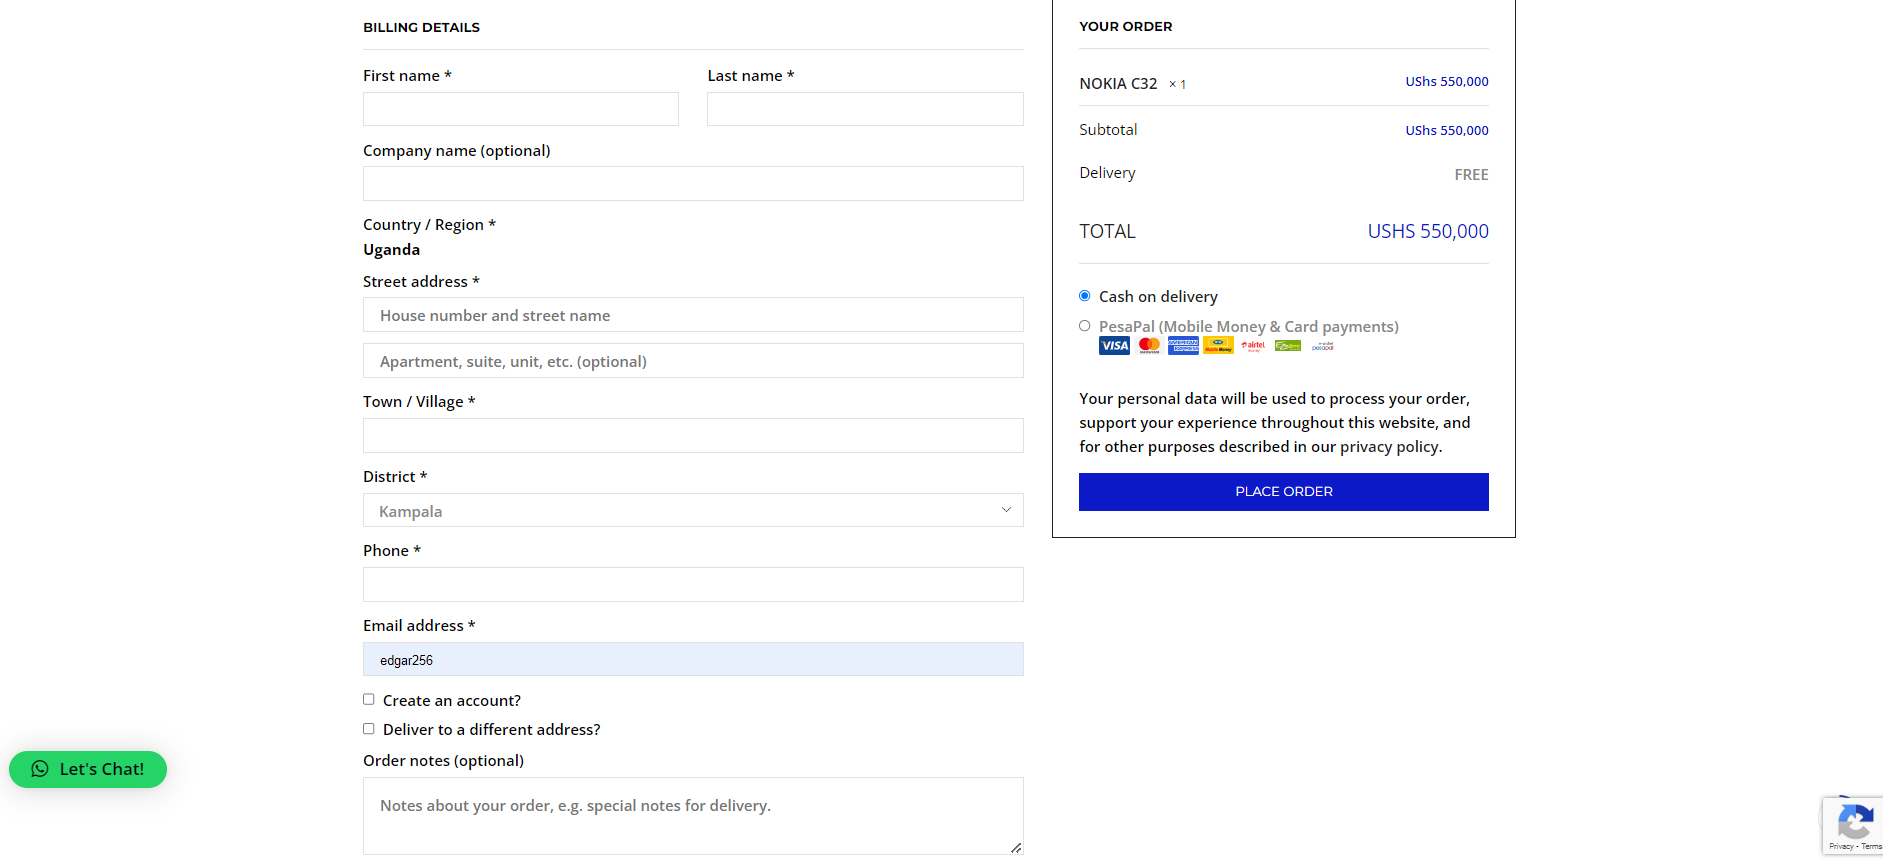 BILLING DETAILS
First name *
Last name *
Company name (optional)
Country / Region *
Uganda
Street address *
House number and street name
Apartment, suite, unit, etc. (optional)
Town / Village *
District *
Kampala
Phone *
Email address *
edgar256
Create an account?
Deliver to a different address?
Order notes (optional)
Notes about your order, e.g. special notes for delivery.
YOUR ORDER
NOKIA C32 × 1 UShs 550,000
Subtotal UShs 550,000
Delivery FREE
TOTAL USHS 550,000
Cash on delivery
PesaPal (Mobile Money & Card payments)
VISA
AMERICAN EXPRESS
airtel
Your personal data will be used to process your order,
support your experience throughout this website, and
for other purposes described in our privacy policy.
PLACE ORDER
Let's Chat!
Privacy - Terms